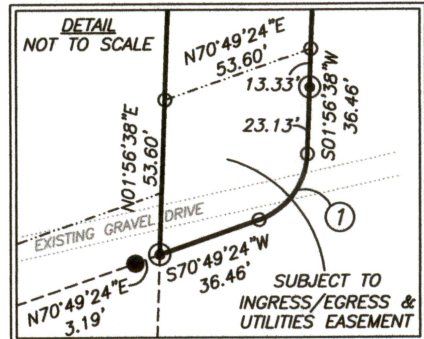 DETAIL
NOT TO SCALE
N70°49'24"E
53.60'
13.33'
S01°56'38"W
36.46'
23.13'
N01°56'38"E
53.60'
EXISTING GRAVEL DRIVE
1
S70°49'24"W
36.46'
N70°49'24"E
3.19'
SUBJECT TO
INGRESS/EGRESS &
UTILITIES EASEMENT